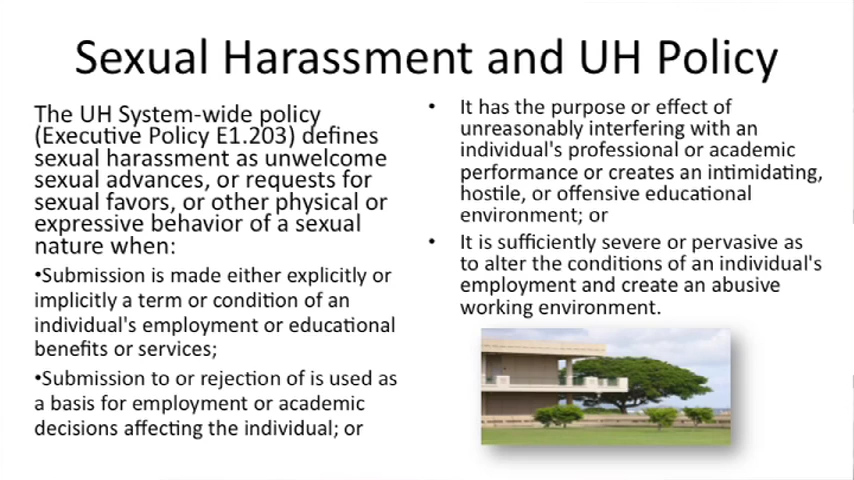 Sexual Harassment and UH Policy
The UH System-wide policy
(Executive Policy E1.203) defines
sexual harassment as unwelcome
sexual advances, or requests for
sexual favors, or other physical or
expressive behavior of a sexual
nature when:
•Submission is made either explicitly or
implicitly a term or condition of an
individual's employment or educational
benefits or services;
•Submission to or rejection of is used as
a basis for employment or academic
decisions affecting the individual; or
• It has the purpose or effect of
unreasonably interfering with an
individual's professional or academic
performance or creates an intimidating,
hostile, or offensive educational
environment; or
• It is sufficiently severe or pervasive as
to alter the conditions of an individual's
employment and create an abusive
working environment.